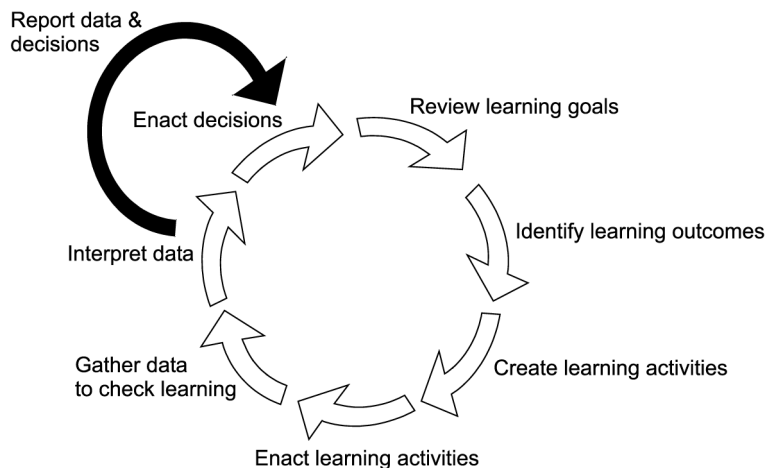 Report data &
decisions
Enact decisions
Review learning goals
Identify learning outcomes
Create learning activities
Enact learning activities
Gather data
to check learning
Interpret data